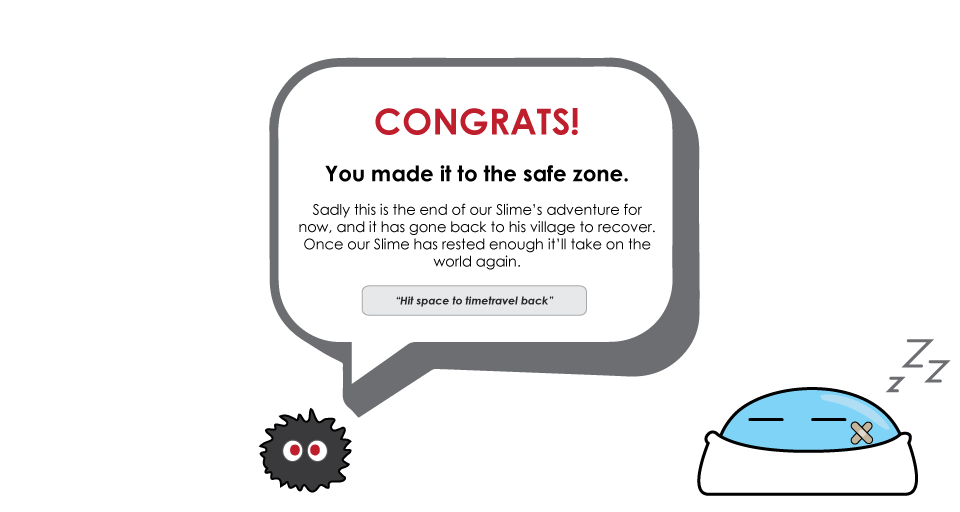 CONGRATS!
You made it to the safe zone.
Sadly this is the end of our Slime's adventure for
now, and it has gone back to his village to recover.
Once our Slime has rested enough it'll take on the
world again.
"Hit space to timetravel back"
z Z Z